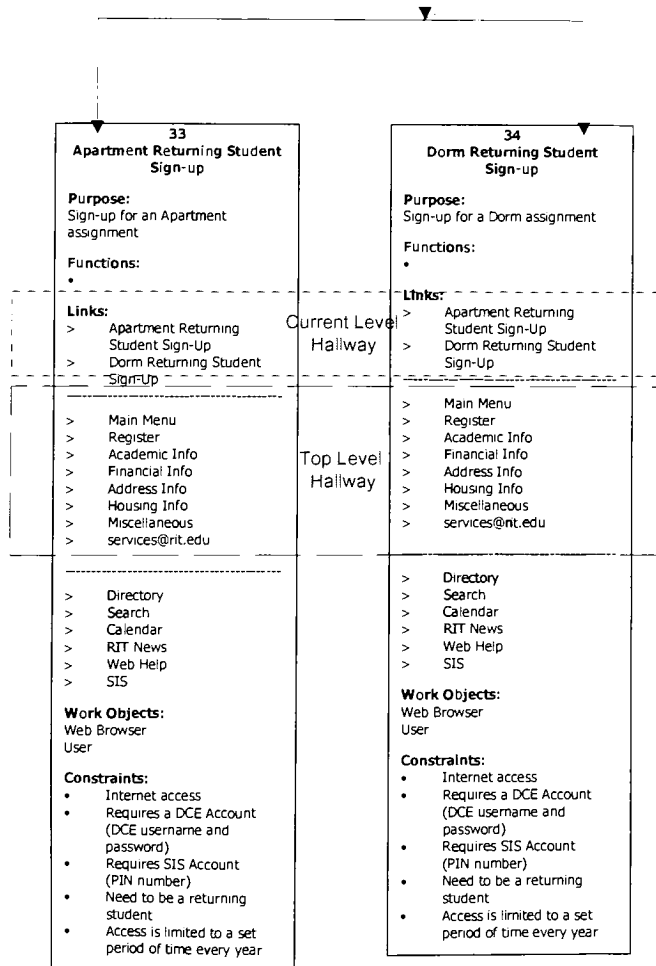 33
Apartment Returning Student
Sign-up
Purpose:
Sign-up for an Apartment
assignment
Functions:
•
Links:
> Apartment Returning
Student Sign-Up
> Dorm Returning Student
Sign-Up
> Main Menu
> Register
> Academic Info
> Financial Info
> Address Info
> Housing Info
> Miscellaneous
> services@rit.edu
> Directory
> Search
> Calendar
> RIT News
> Web Help
> SIS
Work Objects:
Web Browser
User
Constraints:
• Internet access
• Requires a DCE Account
(DCE username and
password)
• Requires SIS Account
(PIN number)
• Need to be a returning
student
• Access is limited to a set
period of time every year
Current Level
Hallway
Top Level
Hallway
34
Dorm Returning Student
Sign-up
Purpose:
Sign-up for a Dorm assignment
Functions:
•
Links:
> Apartment Returning
Student Sign-Up
> Dorm Returning Student
Sign-Up
> Main Menu
> Register
> Academic Info
> Financial Info
> Address Info
> Housing Info
> Miscellaneous
> services@rit.edu
> Directory
> Search
> Calendar
> RIT News
> Web Help
> SIS
Work Objects:
Web Browser
User
Constraints:
• Internet access
• Requires a DCE Account
(DCE username and
password)
• Requires SIS Account
(PIN number)
• Need to be a returning
student
• Access is limited to a set
period of time every year